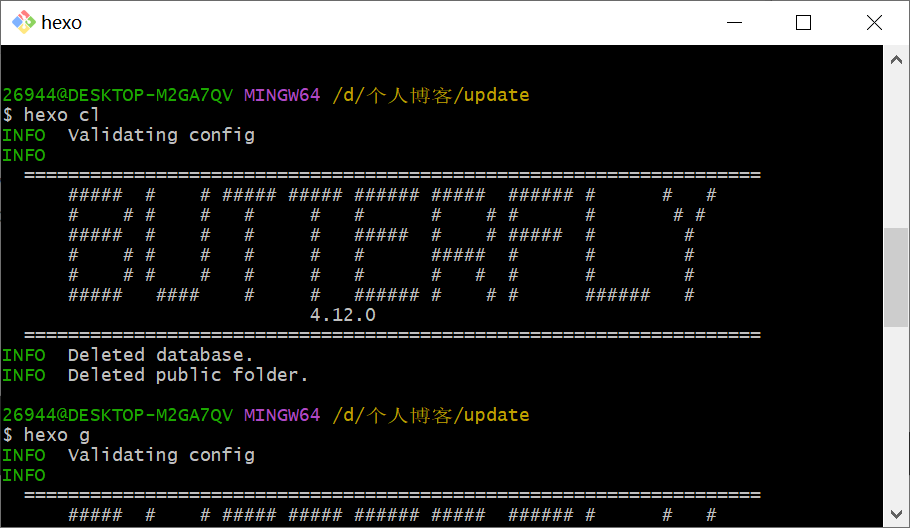 hexo
26944@DESKTOP-M2GA7QV MINGW64 /d/个人博客/update
$ hexo cl
INFO  Validating config
INFO
  ===================================================================
      #####  #    # ##### ##### ###### #####  ###### #      #   #
      #    # #    #   #     #   #      #    # #      #       # #
      #####  #    #   #     #   #####  #    # #####  #        #
      #    # #    #   #     #   #      #####  #      #        #
      #    # #    #   #     #   #      #   #  #      #        #
      #####   ####    #     #   ###### #    # #      ######   #
                            4.12.0
  ===================================================================
INFO  Deleted database.
INFO  Deleted public folder.
26944@DESKTOP-M2GA7QV MINGW64 /d/个人博客/update
$ hexo g
INFO  Validating config
INFO
  ===================================================================
      #####  #    # ##### ##### ###### #####  ###### #      #   #